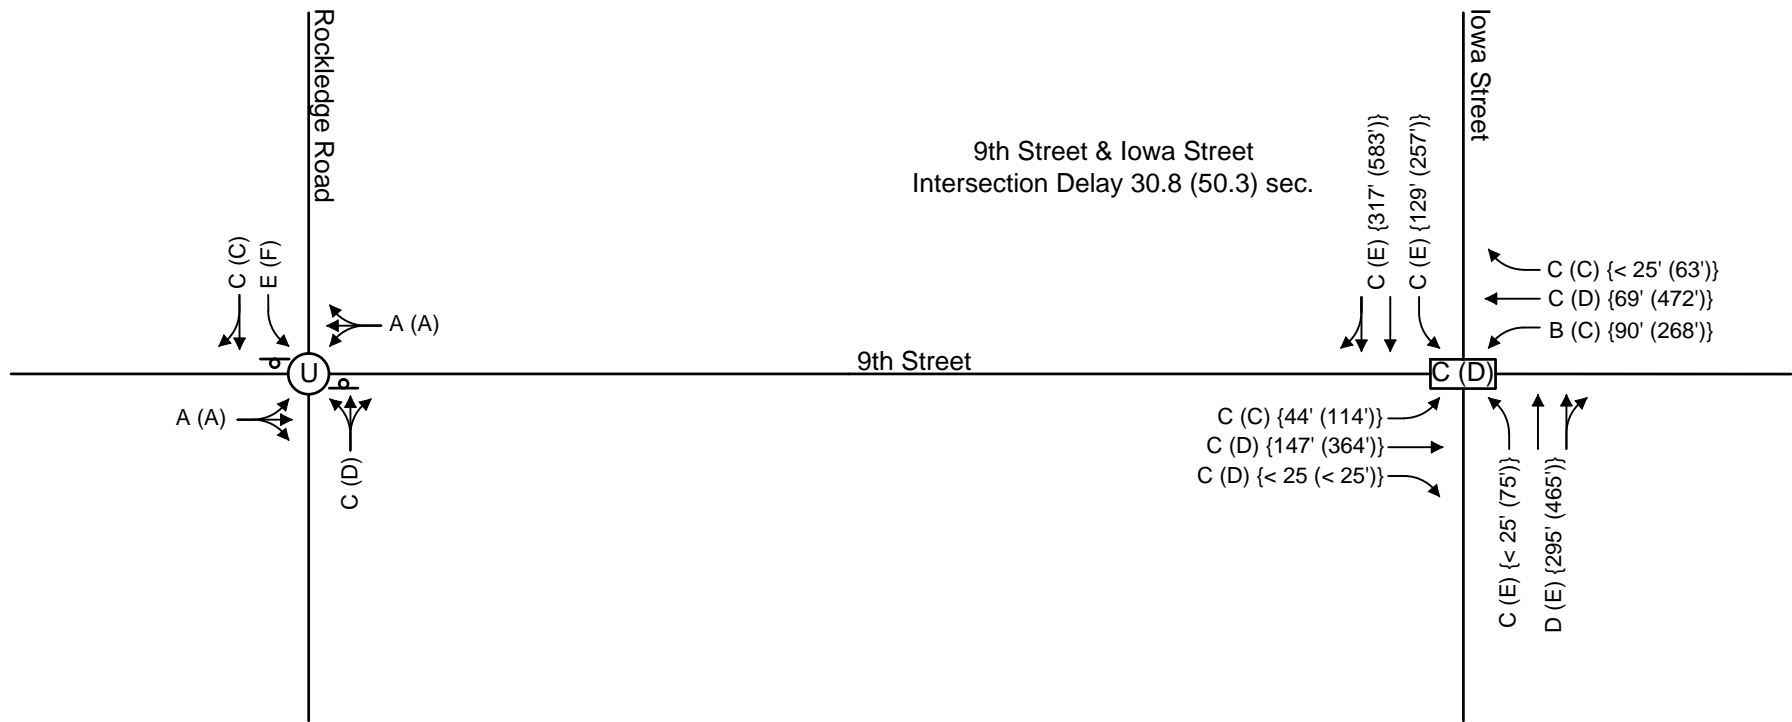 Rockledge Road
Iowa Street
9th Street & Iowa Street
Intersection Delay 30.8 (50.3) sec.
C (E) {317' (583')}
C (E) {129' (257')}
C (C)
E (F)
C (C) {< 25' (63')}
C (D) {69' (472')}
B (C) {90' (268')}
A (A)
9th Street
U
C (D)
A (A)
C (D)
C (C) {44' (114')}
C (D) {147' (364')}
C (D) {< 25 (< 25')}
C (E) {< 25' (75')}
D (E) {295' (465')}